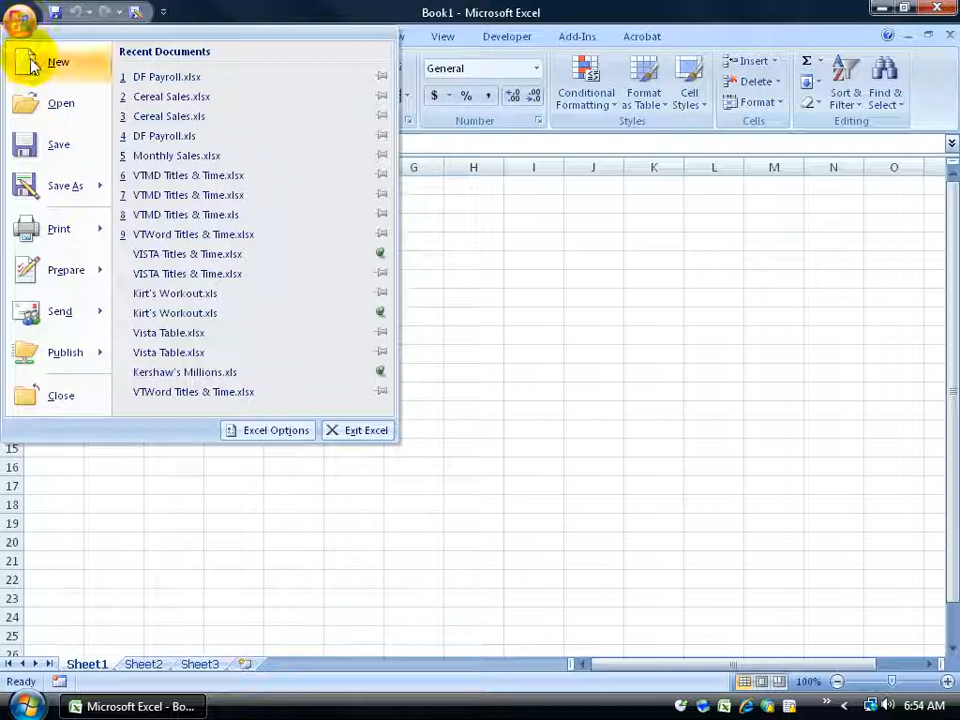 Book1 - Microsoft Excel
View Developer Add-Ins Acrobat
New
Open
Save
Save As
Print
Prepare
Send
Publish
Close
Recent Documents
1 DF Payroll.xlsx
2 Cereal Sales.xlsx
3 Cereal Sales.xls
4 DF Payroll.xls
5 Monthly Sales.xlsx
6 VTMD Titles & Time.xlsx
7 VTMD Titles & Time.xlsx
8 VTMD Titles & Time.xls
9 VTWord Titles & Time.xlsx
VISTA Titles & Time.xlsx
VISTA Titles & Time.xlsx
Kirt's Workout.xls
Kirt's Workout.xls
Vista Table.xlsx
Vista Table.xlsx
Kershaw's Millions.xls
VTWord Titles & Time.xlsx
Excel Options Exit Excel
General
$ % , .0 .00 .00 .0
Number
Conditional Formatting
Format as Table
Cell Styles
Styles
Insert
Delete
Format
Cells
Σ
Sort & Filter
Find & Select
Editing
G H I J K L M N O
15
16
17
18
19
20
21
22
23
24
25
26
Sheet1 Sheet2 Sheet3
Ready 100%
Microsoft Excel - Bo... 6:54 AM